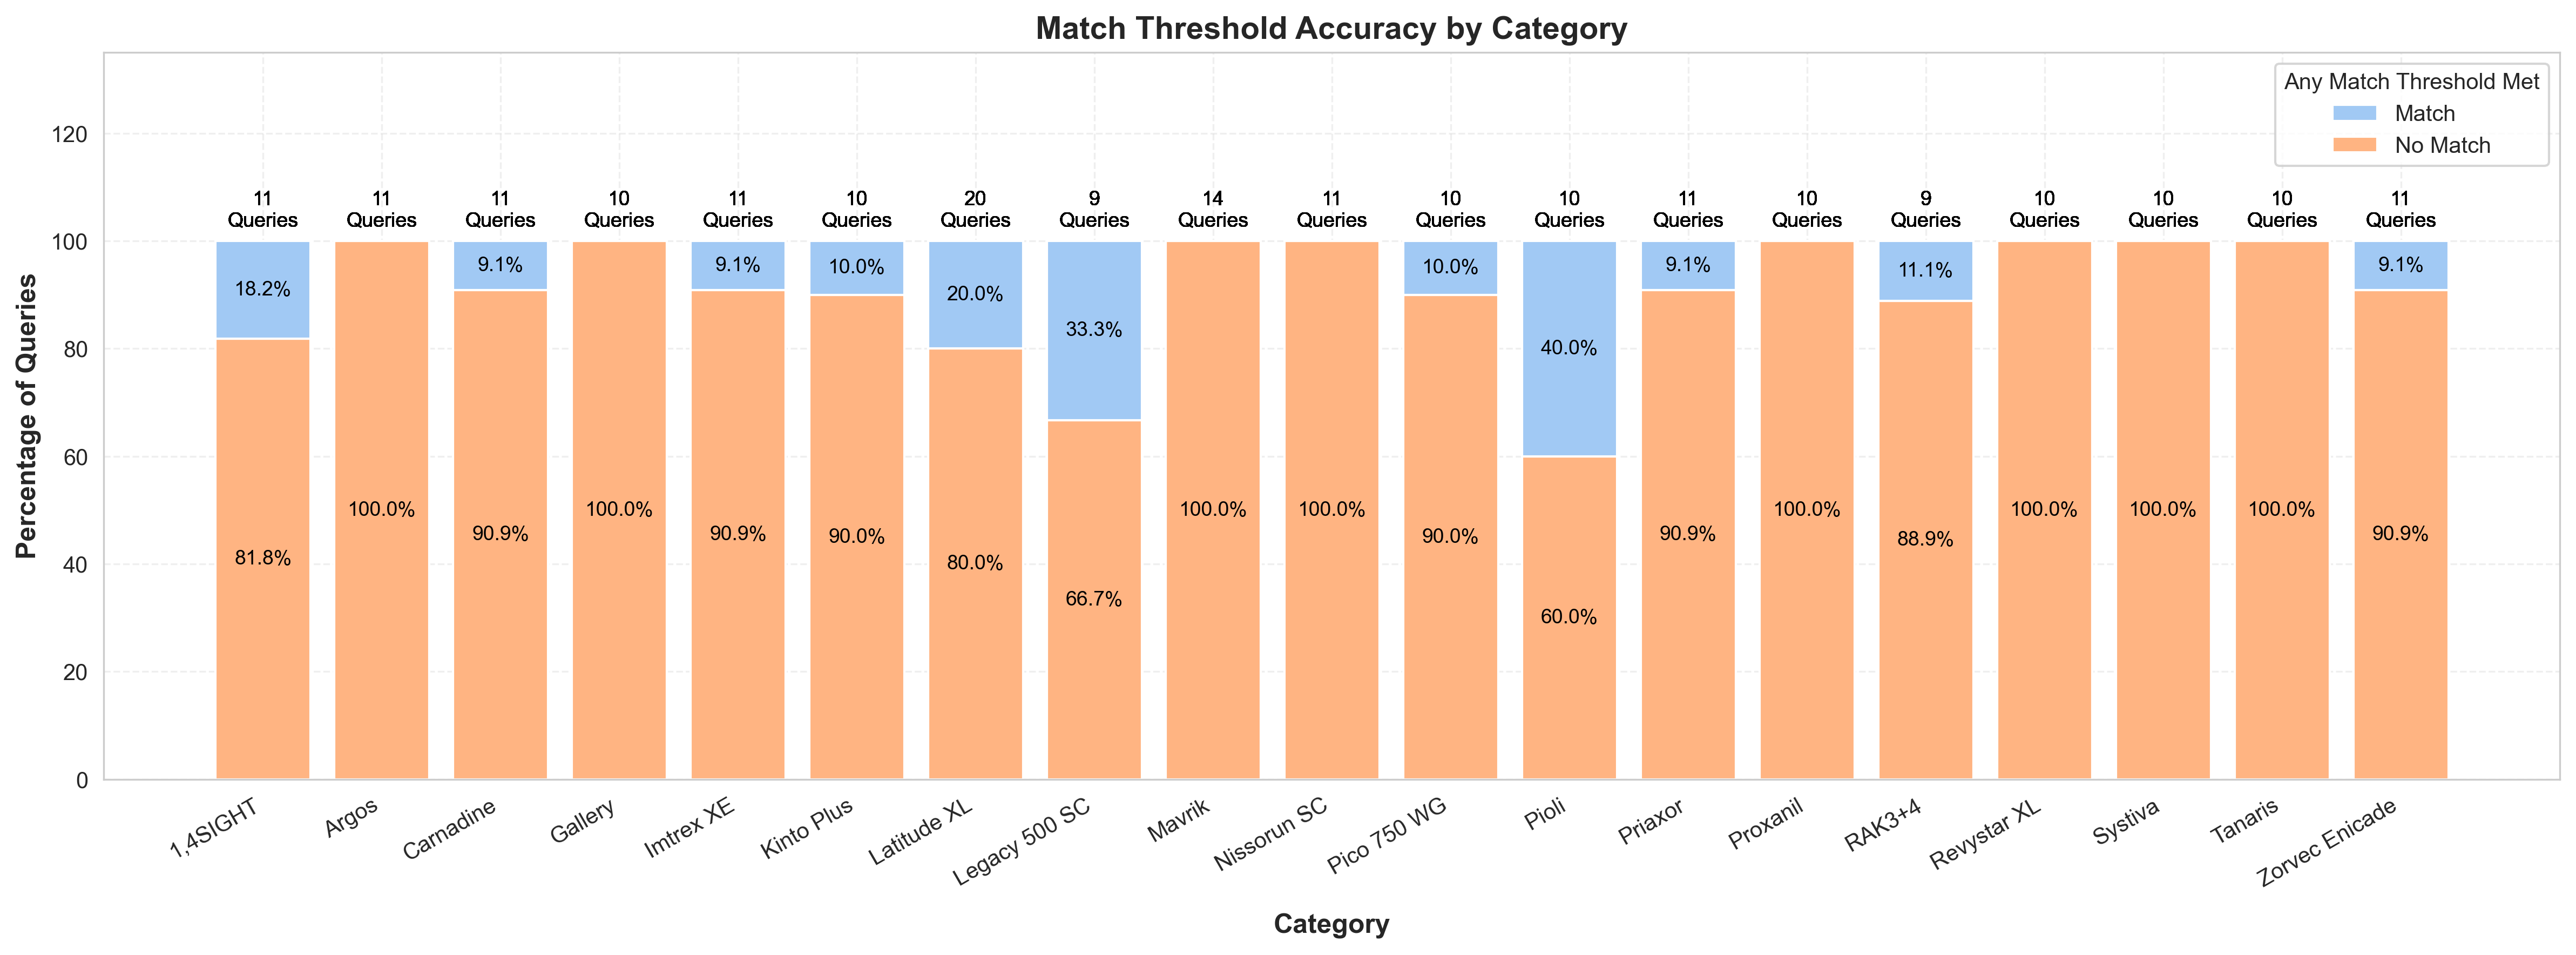 Match Threshold Accuracy by Category
Any Match Threshold Met
Match
No Match
Percentage of Queries
120
100
80
60
40
20
0
11
Queries
11
Queries
11
Queries
10
Queries
11
Queries
10
Queries
20
Queries
9
Queries
14
Queries
11
Queries
10
Queries
10
Queries
11
Queries
10
Queries
9
Queries
10
Queries
10
Queries
10
Queries
11
Queries
18.2%
81.8%
100.0%
9.1%
90.9%
100.0%
9.1%
90.9%
10.0%
90.0%
20.0%
80.0%
33.3%
66.7%
100.0%
100.0%
10.0%
90.0%
40.0%
60.0%
9.1%
90.9%
100.0%
11.1%
88.9%
100.0%
100.0%
100.0%
9.1%
90.9%
1,4SIGHT
Argos
Carnadine
Gallery
Imtrex XE
Kinto Plus
Latitude XL
Legacy 500 SC
Mavrik
Nissorun SC
Pico 750 WG
Pioli
Priaxor
Proxanil
RAK3+4
Revystar XL
Systiva
Tanaris
Zorvec Enicade
Category